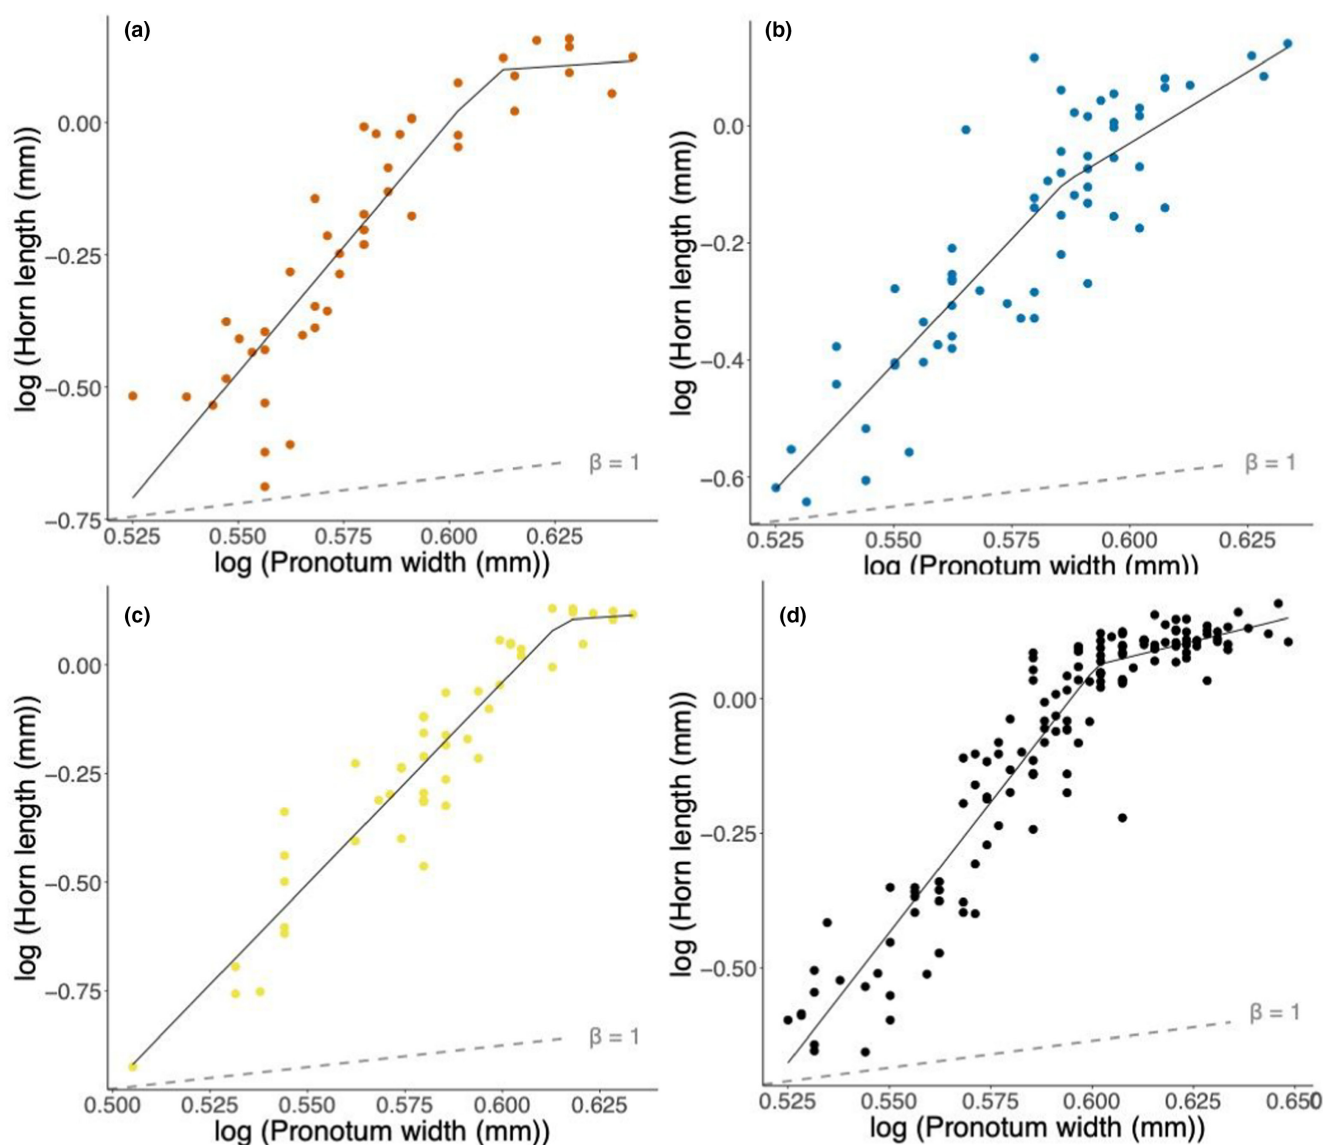 (a)
log (Horn length (mm))
0.00
−0.25
−0.50
−0.75
β = 1
0.525
0.550
0.575
0.600
0.625
log (Pronotum width (mm))
(b)
log (Horn length (mm))
0.0
−0.2
−0.4
−0.6
β = 1
0.525
0.550
0.575
0.600
0.625
log (Pronotum width (mm))
(c)
log (Horn length (mm))
0.00
−0.25
−0.50
−0.75
β = 1
0.500
0.525
0.550
0.575
0.600
0.625
log (Pronotum width (mm))
(d)
log (Horn length (mm))
0.00
−0.25
−0.50
β = 1
0.525
0.550
0.575
0.600
0.625
0.650
log (Pronotum width (mm))